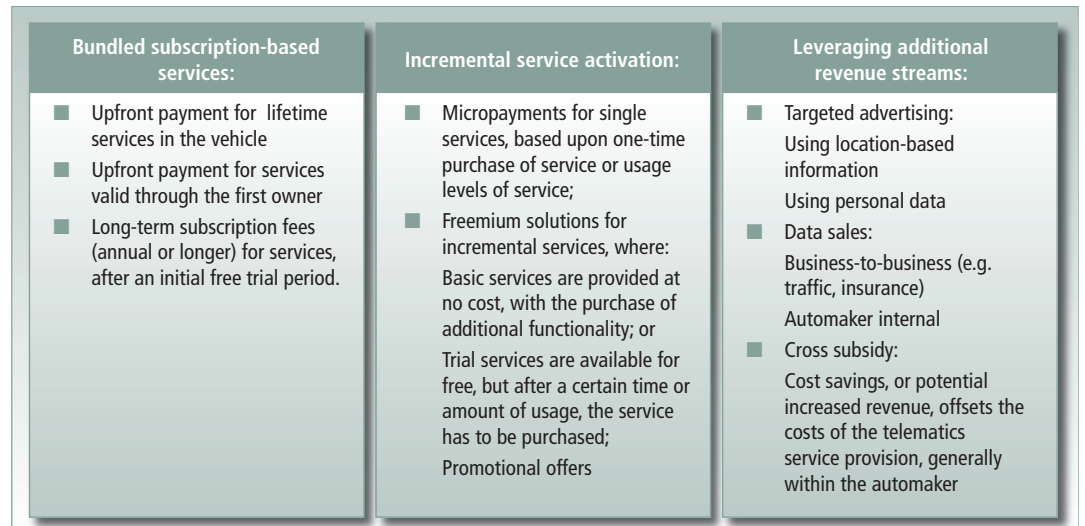 Bundled subscription-based
services:
■ Upfront payment for lifetime
services in the vehicle
■ Upfront payment for services
valid through the first owner
■ Long-term subscription fees
(annual or longer) for services,
after an initial free trial period.
Incremental service activation:
■ Micropayments for single
services, based upon one-time
purchase of service or usage
levels of service;
■ Freemium solutions for
incremental services, where:
Basic services are provided at
no cost, with the purchase of
additional functionality; or
Trial services are available for
free, but after a certain time or
amount of usage, the service
has to be purchased;
Promotional offers
Leveraging additional
revenue streams:
■ Targeted advertising:
Using location-based
information
Using personal data
■ Data sales:
Business-to-business (e.g.
traffic, insurance)
Automaker internal
■ Cross subsidy:
Cost savings, or potential
increased revenue, offsets the
costs of the telematics
service provision, generally
within the automaker